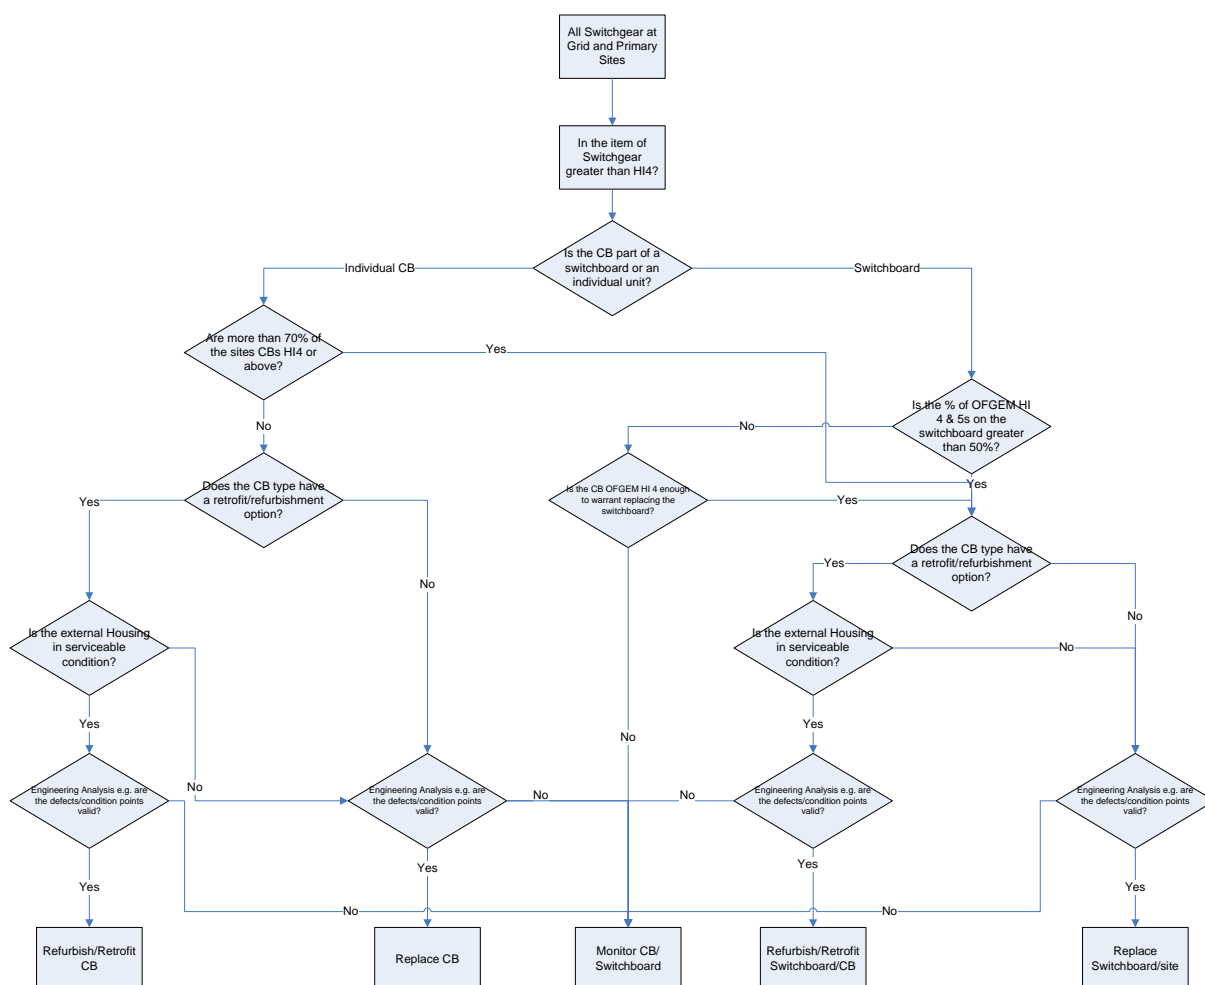 All Switchgear at
Grid and Primary
Sites
In the item of
Switchgear
greater than HI4?
Is the CB part of a
switchboard or an
individual unit?
Individual CB
Switchboard
Are more than 70% of
the sites CBs HI4 or
above?
Yes
Is the % of OFGEM HI
4 & 5s on the
switchboard greater
than 50%?
No
No
Does the CB type have
a retrofit/refurbishment
option?
Is the CB OFGEM HI 4 enough
to warrant replacing the
switchboard?
Yes
Yes
Yes
Does the CB type have
a retrofit/refurbishment
option?
Yes
No
No
Is the external Housing
in serviceable
condition?
Is the external Housing
in serviceable
condition?
No
Yes
Yes
No
No
Engineering Analysis e.g. are
the defects/condition points
valid?
Engineering Analysis e.g. are
the defects/condition points
valid?
No
No
Engineering Analysis e.g. are
the defects/condition points
valid?
Engineering Analysis e.g. are
the defects/condition points
valid?
Yes
Yes
Yes
Yes
No
No
Refurbish/Retrofit
CB
Replace CB
Monitor CB/
Switchboard
Refurbish/Retrofit
Switchboard/CB
Replace
Switchboard/site